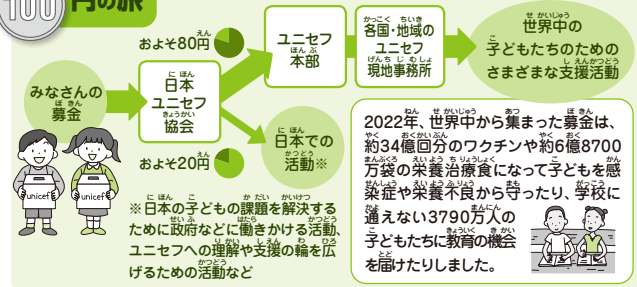 100円の旅
みなさんの
募金
およそ80円
日本
ユニセフ
協会
およそ20円
ユニセフ
本部
各国・地域の
ユニセフ
現地事務所
世界中の
子どもたちのための
さまざまな支援活動
日本での
活動※
unicef
unicef
※日本の子どもの課題を解決する
ために政府などに働きかける活動、
ユニセフへの理解や支援の輪を広
げるための活動など
2022年、世界中から集まった募金は、
約34億回分のワクチンや約6億8700
万袋の栄養治療食になって子どもを感
染症や栄養不良から守ったり、学校に
通えない3790万人の
子どもたちに教育の機会
を届けたりしました。